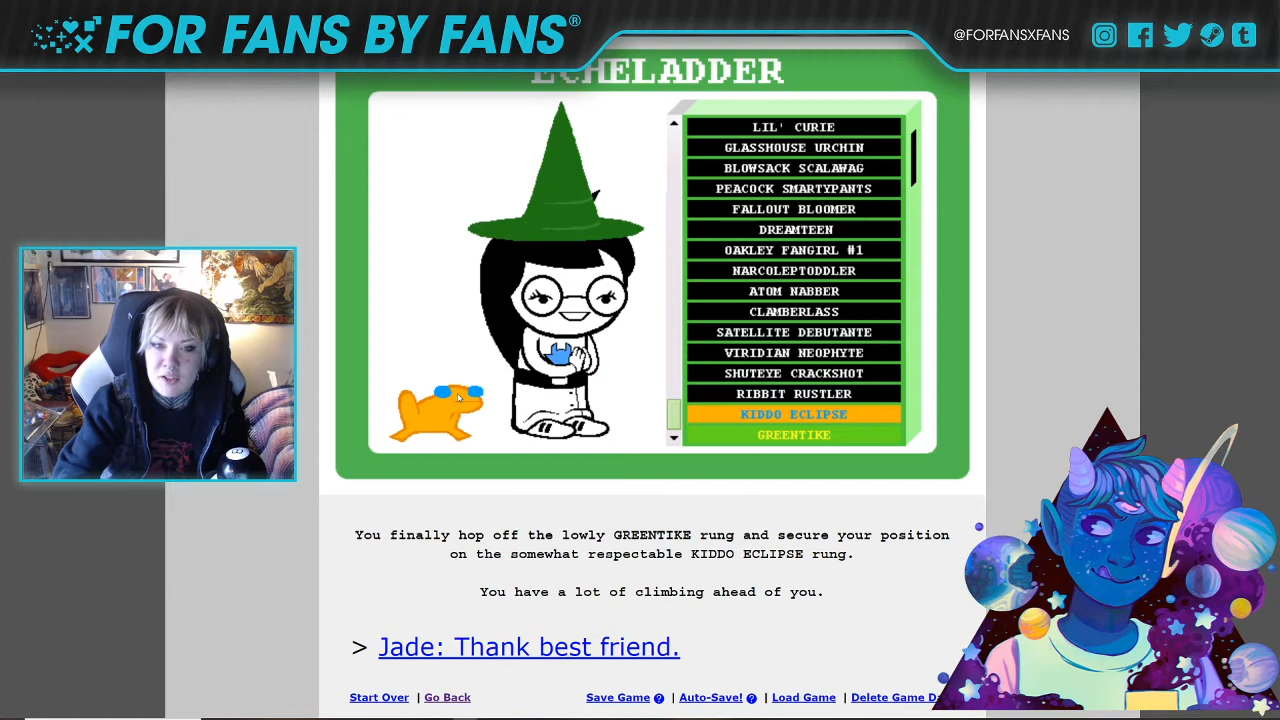 FOR FANS BY FANS®
@FORFANSXFANS
ECHELADDER
LIL' CURIE
GLASSHOUSE URCHIN
BLOWSACK SCALAWAG
PEACOCK SMARTYPANTS
FALLOUT BLOOMER
DREAMTEEN
OAKLEY FANGIRL #1
NARCOLEPTODDLER
ATOM NABBER
CLAMBERLASS
SATELLITE DEBUTANTE
VIRIDIAN NEOPHYTE
SHUTEYE CRACKSHOT
RIBBIT RUSTLER
KIDDO ECLIPSE
GREENTIKE
You finally hop off the lowly GREENTIKE rung and secure your position
on the somewhat respectable KIDDO ECLIPSE rung.
You have a lot of climbing ahead of you.
> Jade: Thank best friend.
Start Over | Go Back
Save Game ? | Auto-Save! ? | Load Game | Delete Game Da